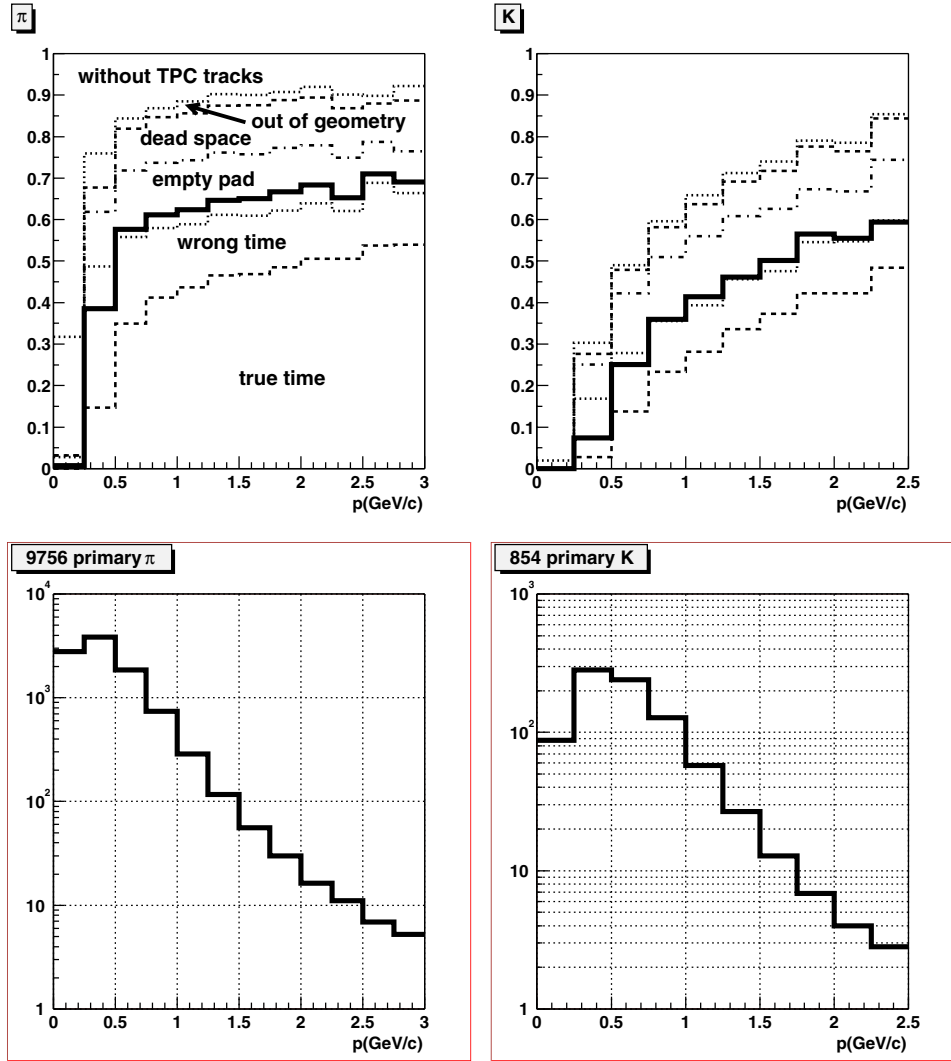 π
1
0.9
0.8
0.7
0.6
0.5
0.4
0.3
0.2
0.1
0
without TPC tracks
out of geometry
dead space
empty pad
wrong time
true time
0 0.5 1 1.5 2 2.5 3
p(GeV/c)
K
1
0.9
0.8
0.7
0.6
0.5
0.4
0.3
0.2
0.1
0
0 0.5 1 1.5 2 2.5
p(GeV/c)
9756 primary π
10^4
10^3
10^2
10
1
0 0.5 1 1.5 2 2.5 3
p(GeV/c)
854 primary K
10^3
10^2
10
1
0 0.5 1 1.5 2 2.5
p(GeV/c)